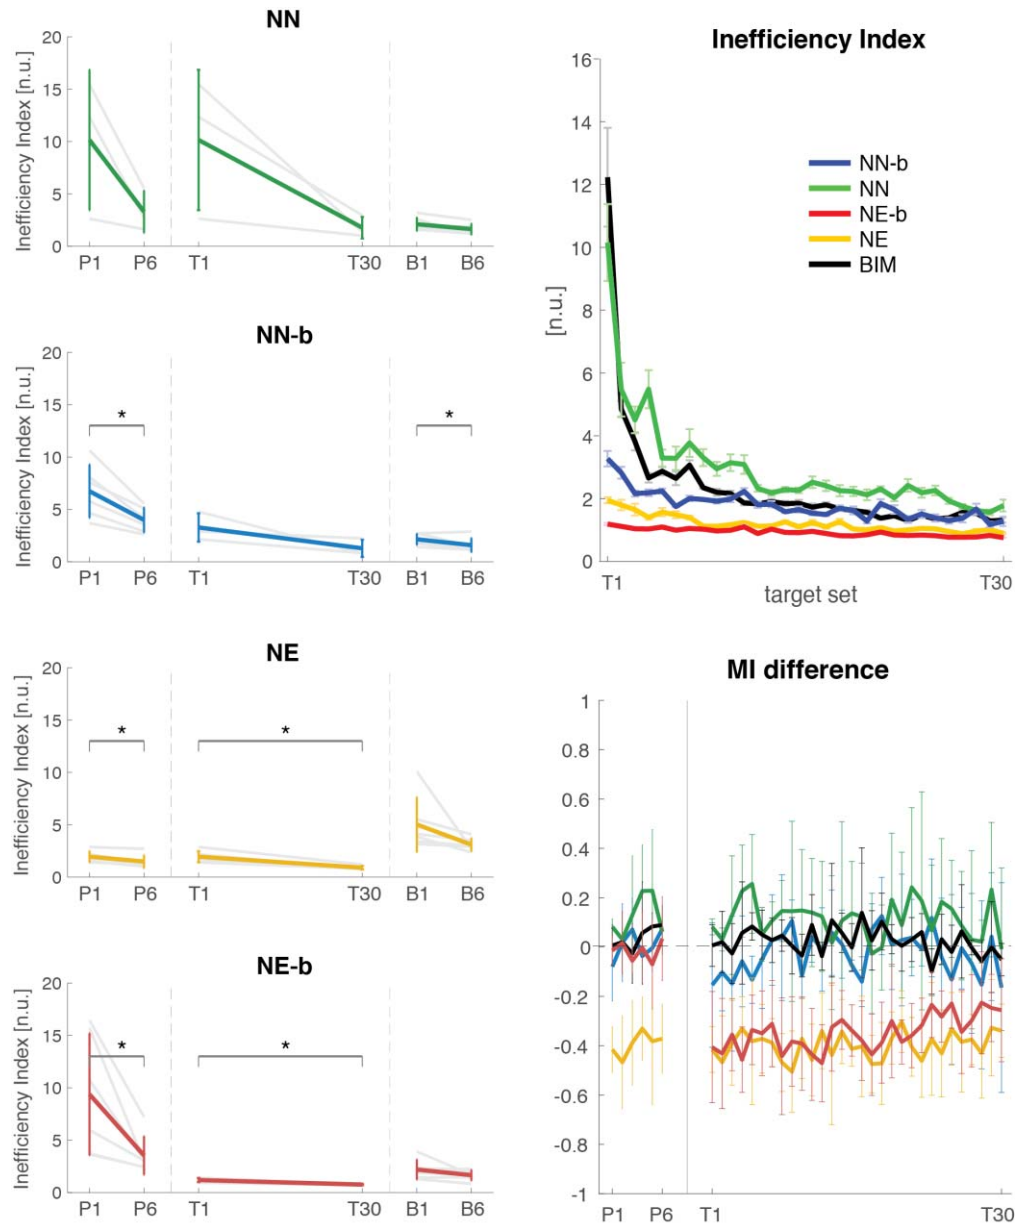 NN
Inefficiency Index [n.u.]
20
15
10
5
0
P1 P6 T1 T30 B1 B6
NN-b
Inefficiency Index [n.u.]
20
15
10
5
0
*
*
P1 P6 T1 T30 B1 B6
NE
Inefficiency Index [n.u.]
20
15
10
5
0
*
*
P1 P6 T1 T30 B1 B6
NE-b
Inefficiency Index [n.u.]
20
15
10
5
0
*
*
P1 P6 T1 T30 B1 B6
Inefficiency Index
[n.u.]
16
14
12
10
8
6
4
2
0
NN-b
NN
NE-b
NE
BIM
T1 T30
target set
MI difference
1
0.8
0.6
0.4
0.2
0
-0.2
-0.4
-0.6
-0.8
-1
P1 P6 T1 T30